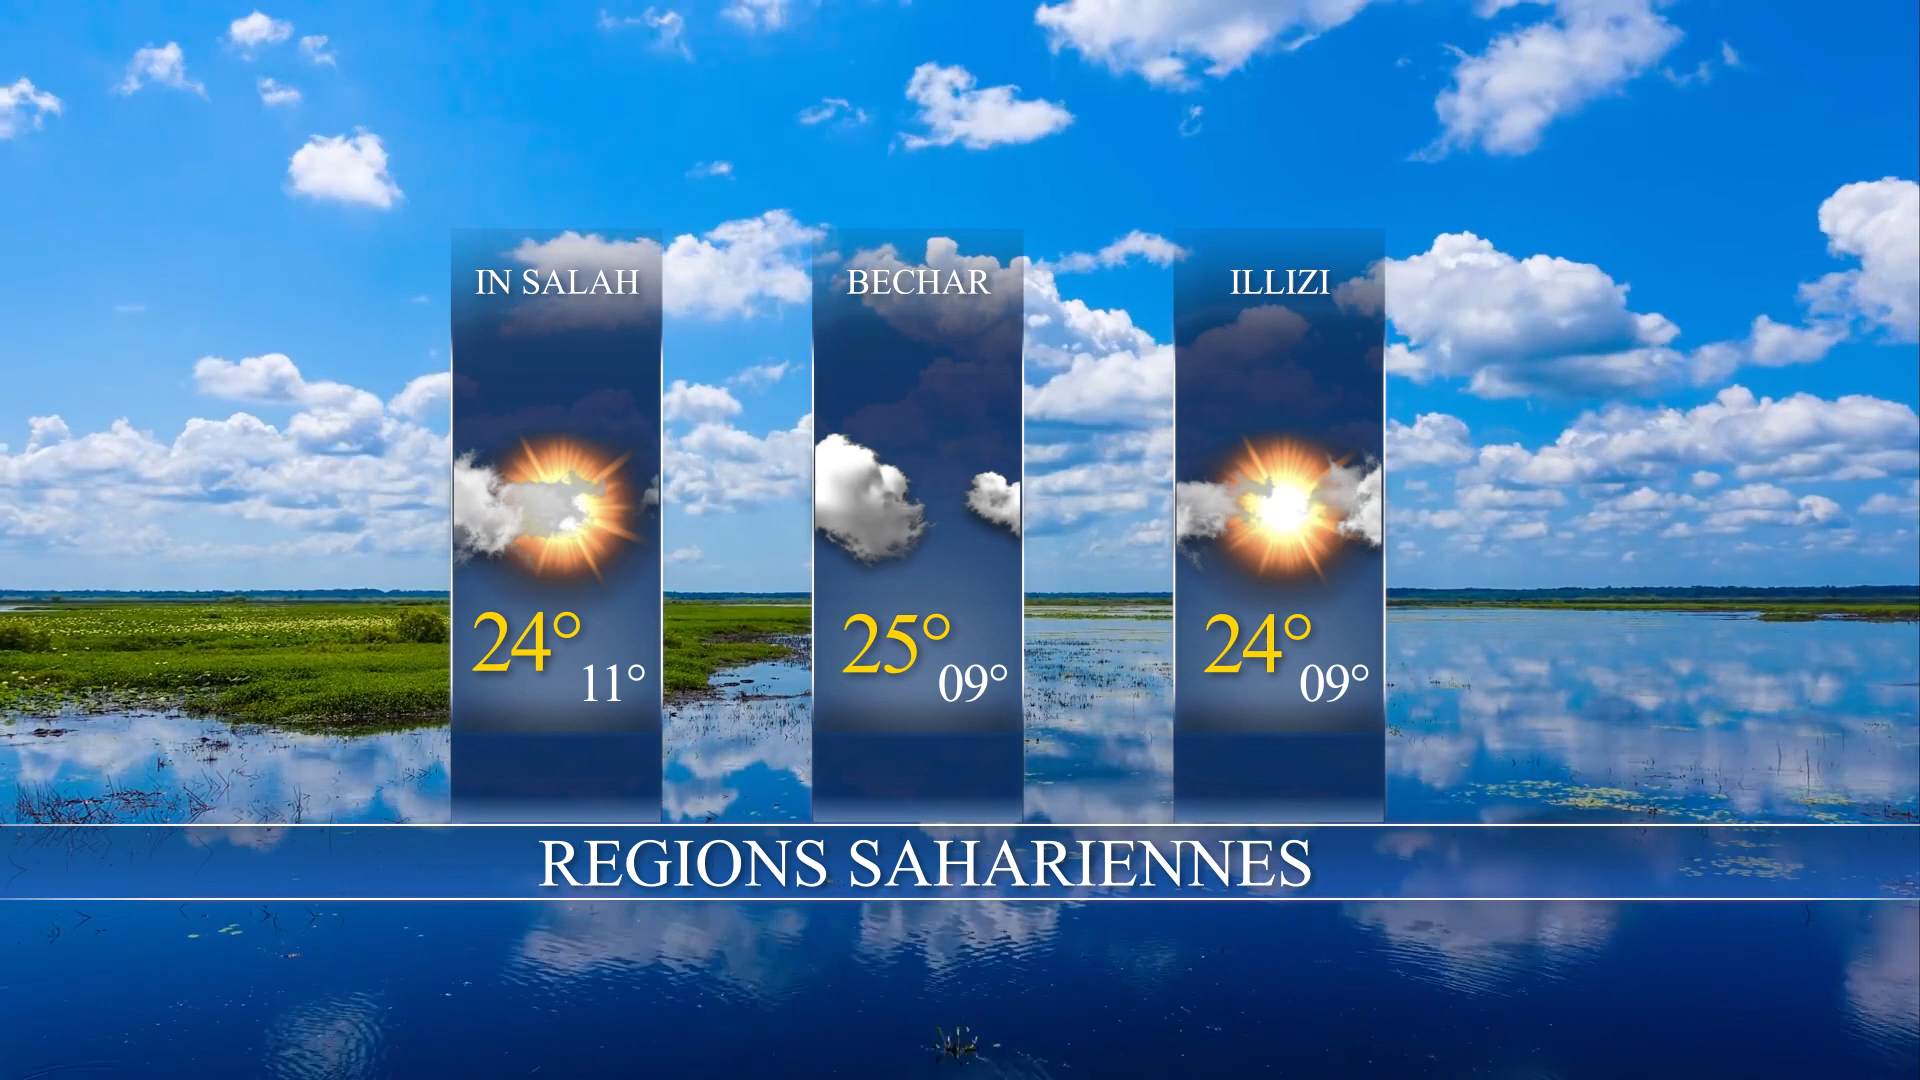 IN SALAH
24°
11°
BECHAR
25°
09°
ILLIZI
24°
09°
REGIONS SAHARIENNES